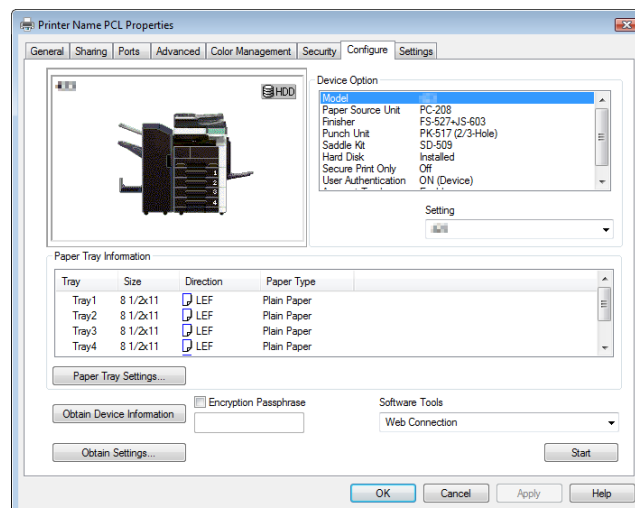 Printer Name PCL Properties
General Sharing Ports Advanced Color Management Security Configure Settings
HDD
1
2
3
4
Device Option
Model
Paper Source Unit PC-208
Finisher FS-527+JS-603
Punch Unit PK-517 (2/3-Hole)
Saddle Kit SD-509
Hard Disk Installed
Secure Print Only Off
User Authentication ON (Device)
Setting
Paper Tray Information
Tray Size Direction Paper Type
Tray1 8 1/2x11 LEF Plain Paper
Tray2 8 1/2x11 LEF Plain Paper
Tray3 8 1/2x11 LEF Plain Paper
Tray4 8 1/2x11 LEF Plain Paper
Paper Tray Settings...
Obtain Device Information
Encryption Passphrase
Software Tools
Web Connection
Obtain Settings...
Start
OK Cancel Apply Help